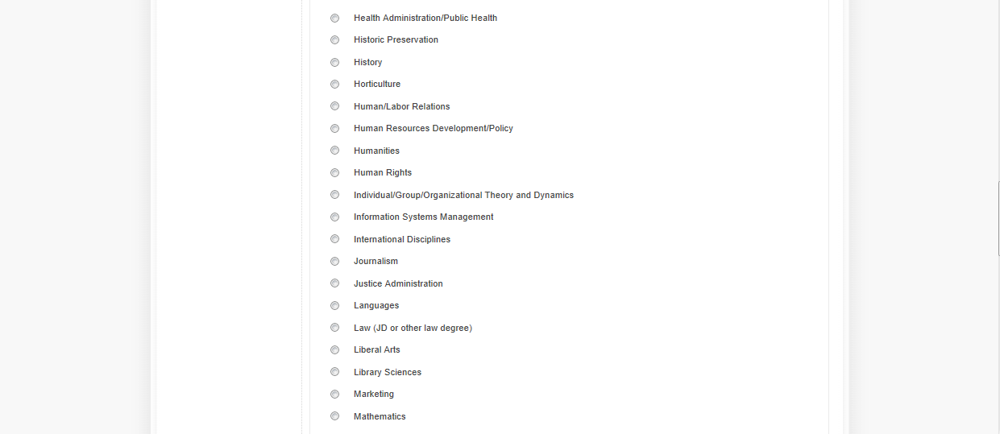 Health Administration/Public Health
Historic Preservation
History
Horticulture
Human/Labor Relations
Human Resources Development/Policy
Humanities
Human Rights
Individual/Group/Organizational Theory and Dynamics
Information Systems Management
International Disciplines
Journalism
Justice Administration
Languages
Law (JD or other law degree)
Liberal Arts
Library Sciences
Marketing
Mathematics